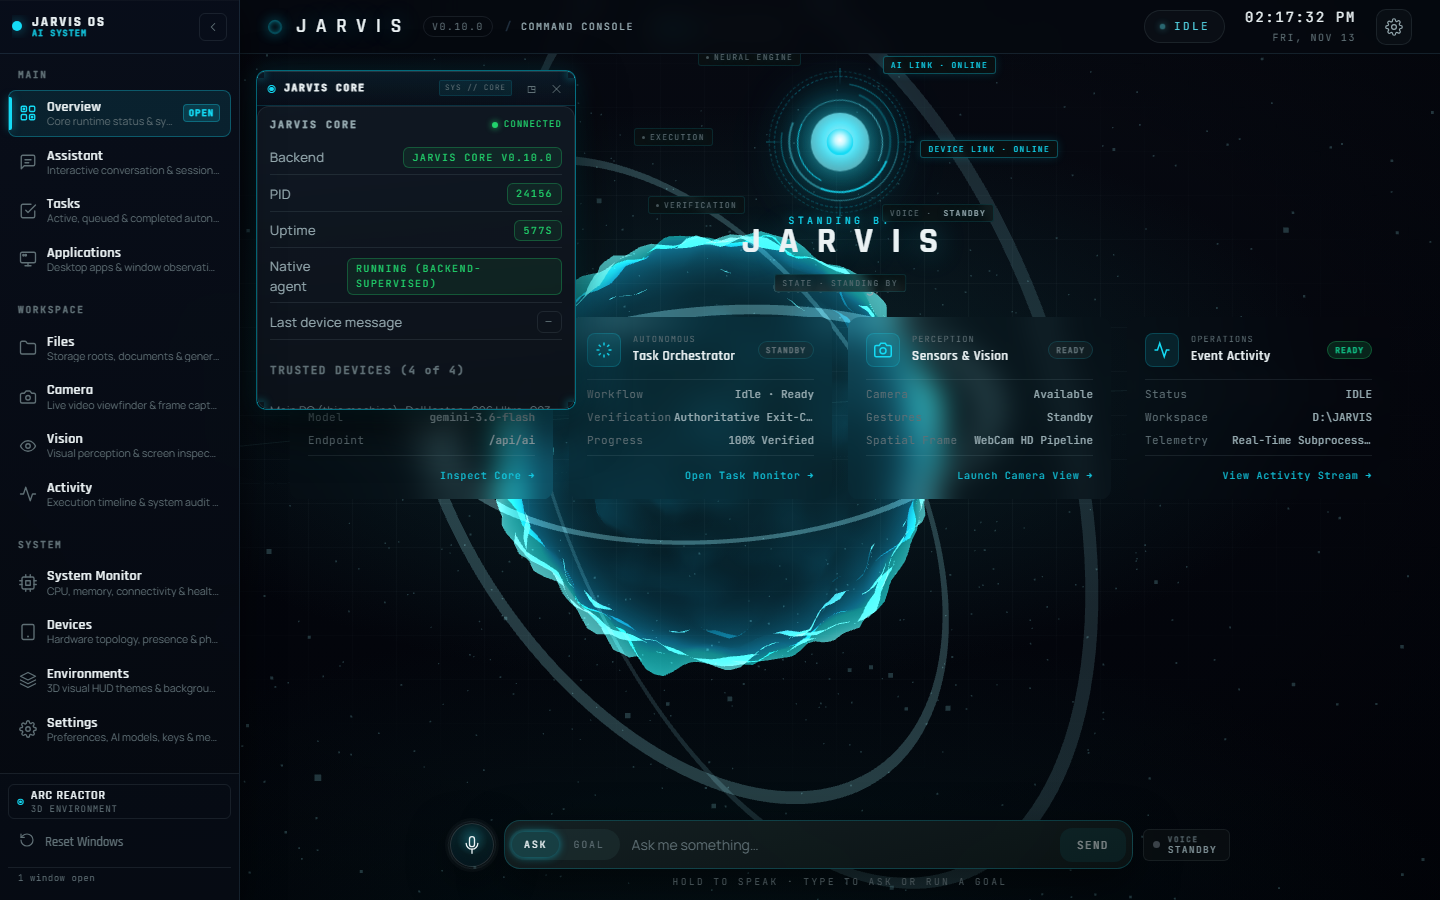 JARVIS OS
AI SYSTEM
MAIN
Overview
Core runtime status & sy...
OPEN
Assistant
Interactive conversation & session...
Tasks
Active, queued & completed auton...
Applications
Desktop apps & window observati...
WORKSPACE
Files
Storage roots, documents & gener...
Camera
Live video viewfinder & frame capt...
Vision
Visual perception & screen inspec...
Activity
Execution timeline & system audit ...
SYSTEM
System Monitor
CPU, memory, connectivity & healt...
Devices
Hardware topology, presence & ph...
Environments
3D visual HUD themes & backgrou...
Settings
Preferences, AI models, keys & me...
ARC REACTOR
3D ENVIRONMENT
Reset Windows
1 window open
JARVIS V0.10.0 / COMMAND CONSOLE
IDLE
02:17:32 PM
FRI, NOV 13
JARVIS CORE SYS // CORE
JARVIS CORE CONNECTED
Backend JARVIS CORE V0.10.0
PID 24156
Uptime 577S
Native agent RUNNING (BACKEND-SUPERVISED)
Last device message —
TRUSTED DEVICES (4 of 4)
Model gemini-3.6-flash
Endpoint /api/ai
Inspect Core →
NEURAL ENGINE
AI LINK · ONLINE
EXECUTION
DEVICE LINK · ONLINE
VERIFICATION
VOICE · STANDBY
STANDING B
JARVIS
STATE · STANDING BY
AUTONOMOUS
Task Orchestrator
STANDBY
Workflow Idle · Ready
Verification Authoritative Exit-C...
Progress 100% Verified
Open Task Monitor →
PERCEPTION
Sensors & Vision
READY
Camera Available
Gestures Standby
Spatial Frame WebCam HD Pipeline
Launch Camera View →
OPERATIONS
Event Activity
READY
Status IDLE
Workspace D:\JARVIS
Telemetry Real-Time Subprocess...
View Activity Stream →
ASK GOAL Ask me something... SEND
VOICE
STANDBY
HOLD TO SPEAK · TYPE TO ASK OR RUN A GOAL